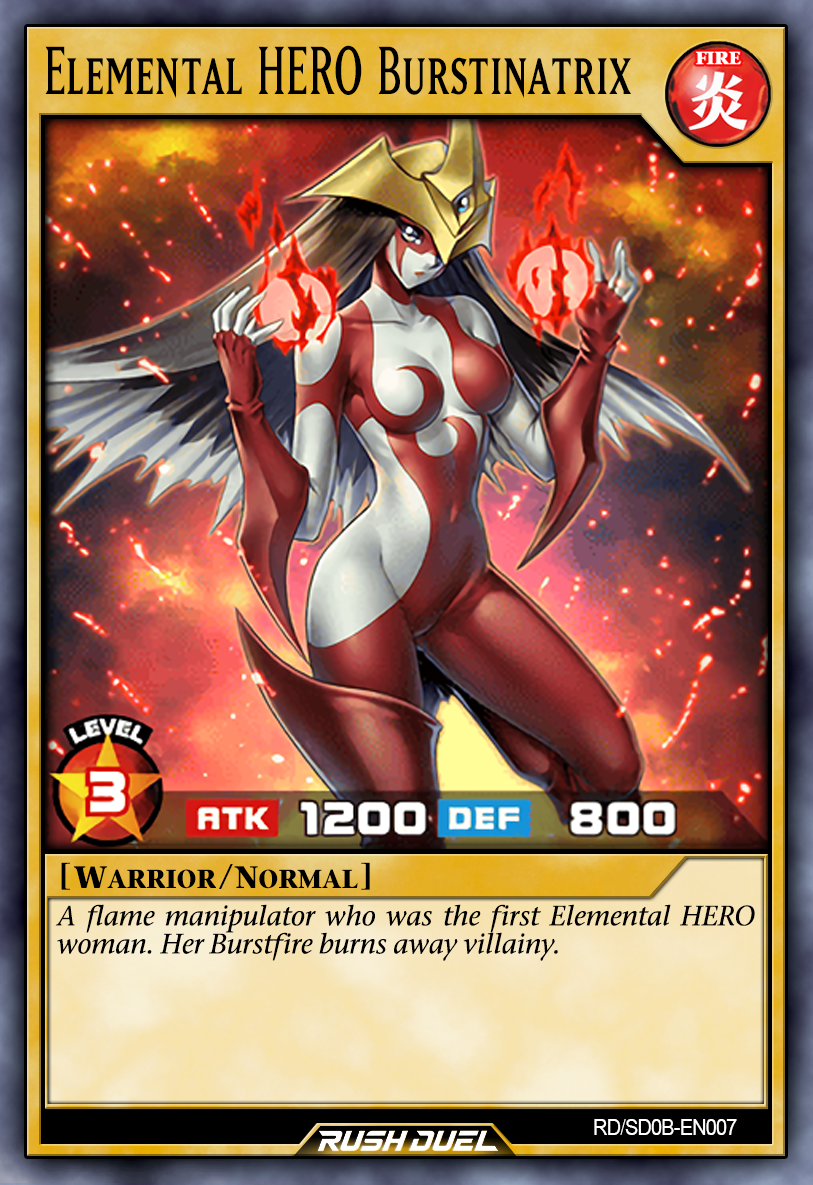 Elemental HERO Burstinatrix
FIRE
炎
LEVEL
3
ATK 1200 DEF 800
[Warrior/Normal]
A flame manipulator who was the first Elemental HERO
woman. Her Burstfire burns away villainy.
RD/SD0B-EN007
RUSH DUEL